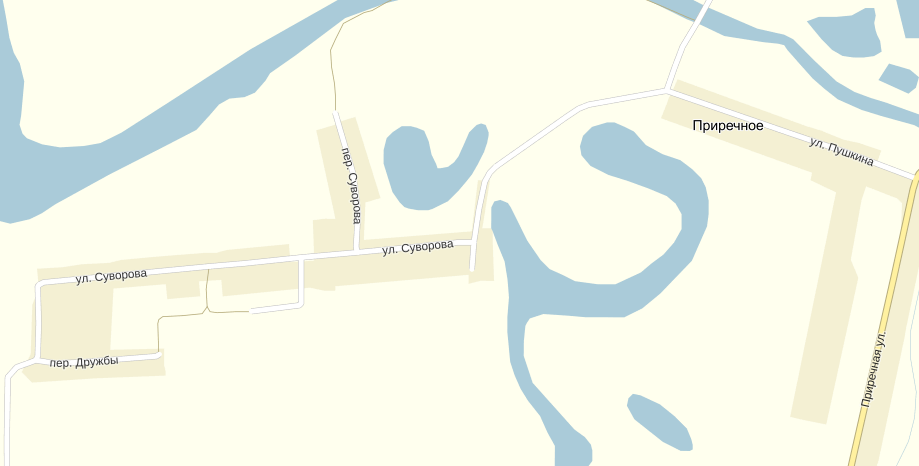 Приречное
ул. Пушкина
пер. Суворова
ул. Суворова
ул. Суворова
пер. Дружбы
Приречная ул.